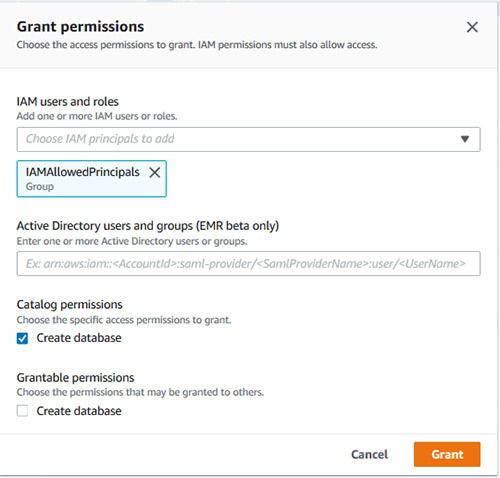 Grant permissions
Choose the access permissions to grant. IAM permissions must also allow access.
IAM users and roles
Add one or more IAM users or roles.
Choose IAM principals to add
IAMAllowedPrincipals
Group
Active Directory users and groups (EMR beta only)
Enter one or more Active Directory users or groups.
Ex: arn:aws:iam::<AccountId>:saml-provider/<SamlProviderName>:user/<UserName>
Catalog permissions
Choose the specific access permissions to grant.
Create database
Grantable permissions
Choose the permissions that may be granted to others.
Create database
Cancel
Grant